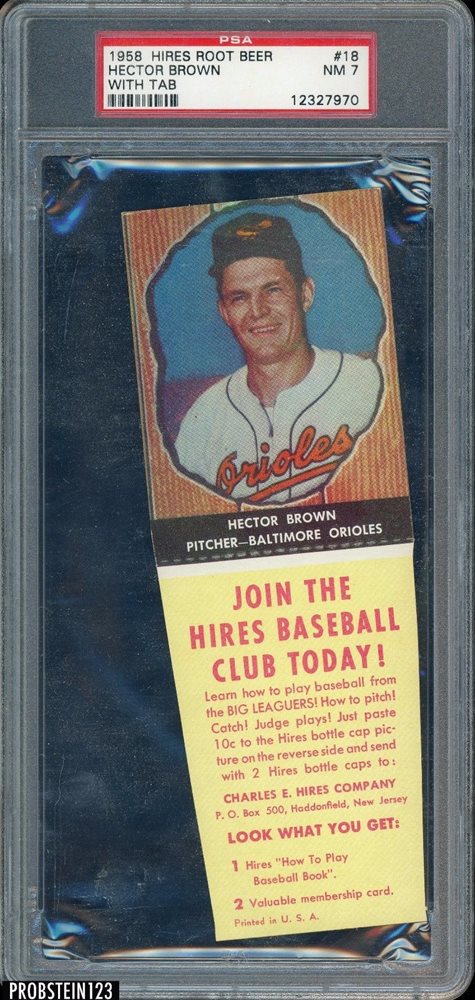 PSA
1958 HIRES ROOT BEER #18
HECTOR BROWN NM 7
WITH TAB
12327970
Orioles
HECTOR BROWN
PITCHER—BALTIMORE ORIOLES
JOIN THE
HIRES BASEBALL
CLUB TODAY!
Learn how to play baseball from
the BIG LEAGUERS! How to pitch!
Catch! Judge plays! Just paste
10c to the Hires bottle cap pic-
ture on the reverse side and send
with 2 Hires bottle caps to:
CHARLES E. HIRES COMPANY
P. O. Box 500, Haddonfield, New Jersey
LOOK WHAT YOU GET:
1 Hires "How To Play
Baseball Book".
2 Valuable membership card.
Printed in U. S. A.
PROBSTEIN123